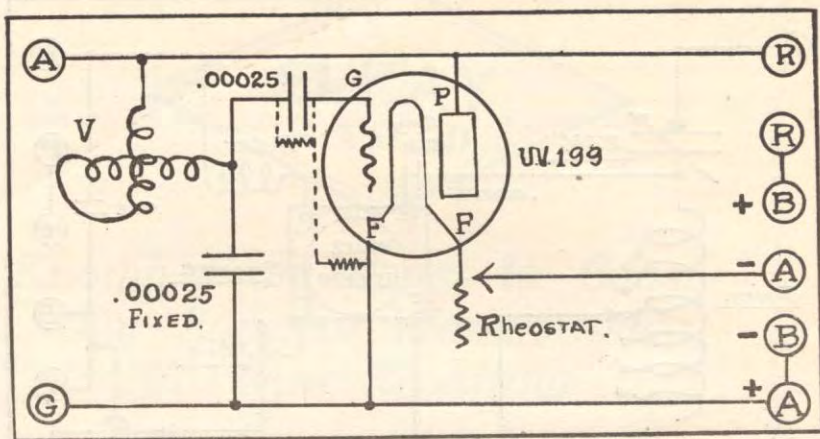 A
R
.00025
G
P
V
UV.199
R
+ B
F
F
- A
.00025
FIXED.
RHEOSTAT.
- B
G
+ A